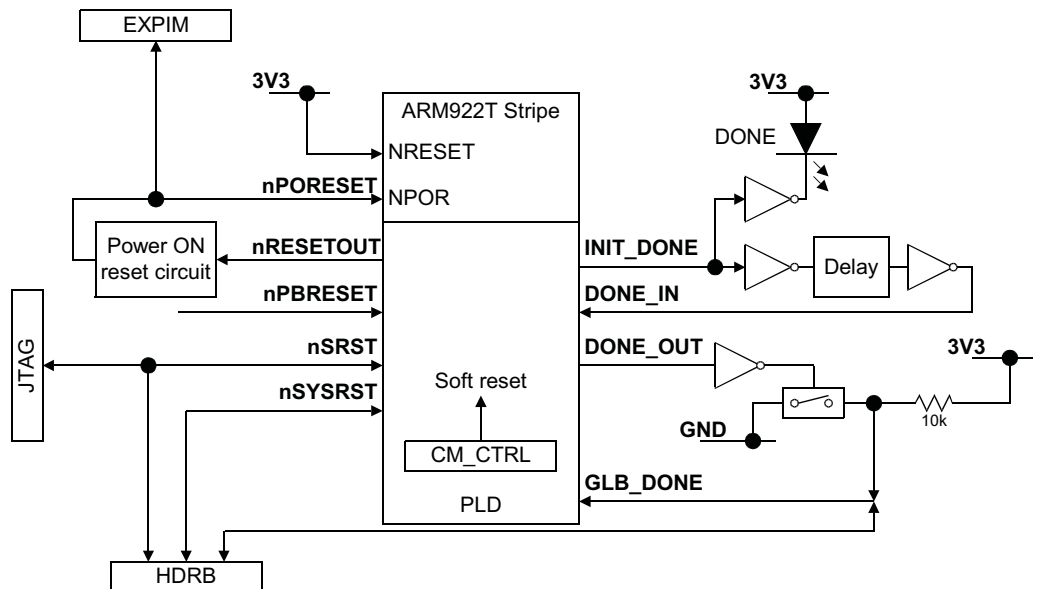 EXPIM
3V3
ARM922T Stripe
3V3
DONE
NRESET
nPORESET
NPOR
Power ON
reset circuit
nRESETOUT
INIT_DONE
Delay
nPBRESET
DONE_IN
JTAG
nSRST
DONE_OUT
3V3
Soft reset
nSYSRST
10k
GND
CM_CTRL
GLB_DONE
PLD
HDRB